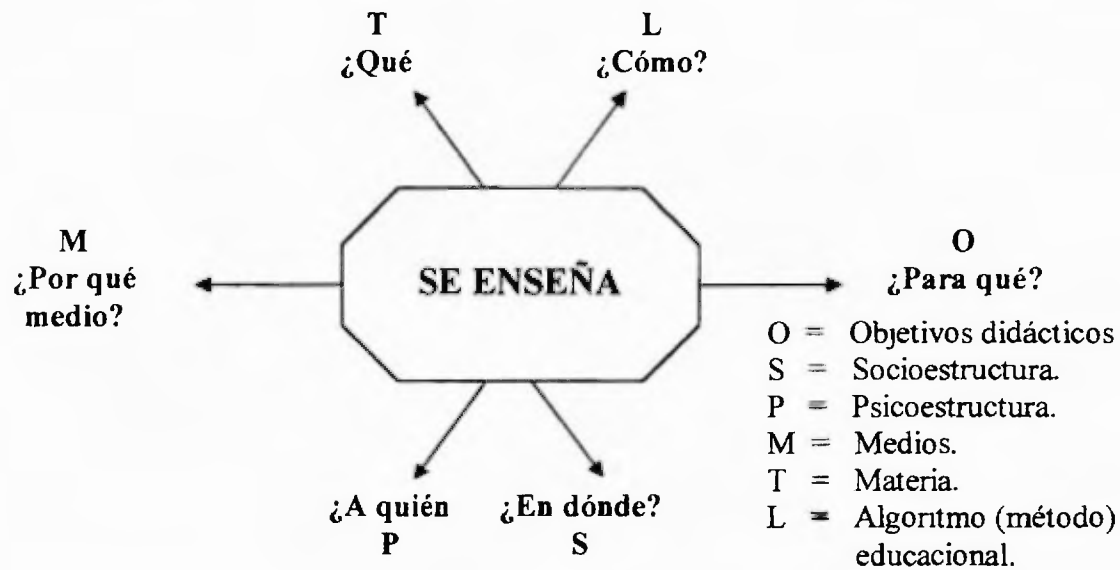 T
¿Qué
L
¿Cómo?
M
¿Por qué
medio?
SE ENSEÑA
O
¿Para qué?
¿A quién
P
¿En dónde?
S
O = Objetivos didácticos
S = Socioestructura.
P = Psicoestructura.
M = Medios.
T = Materia.
L = Algoritmo (método)
educacional.